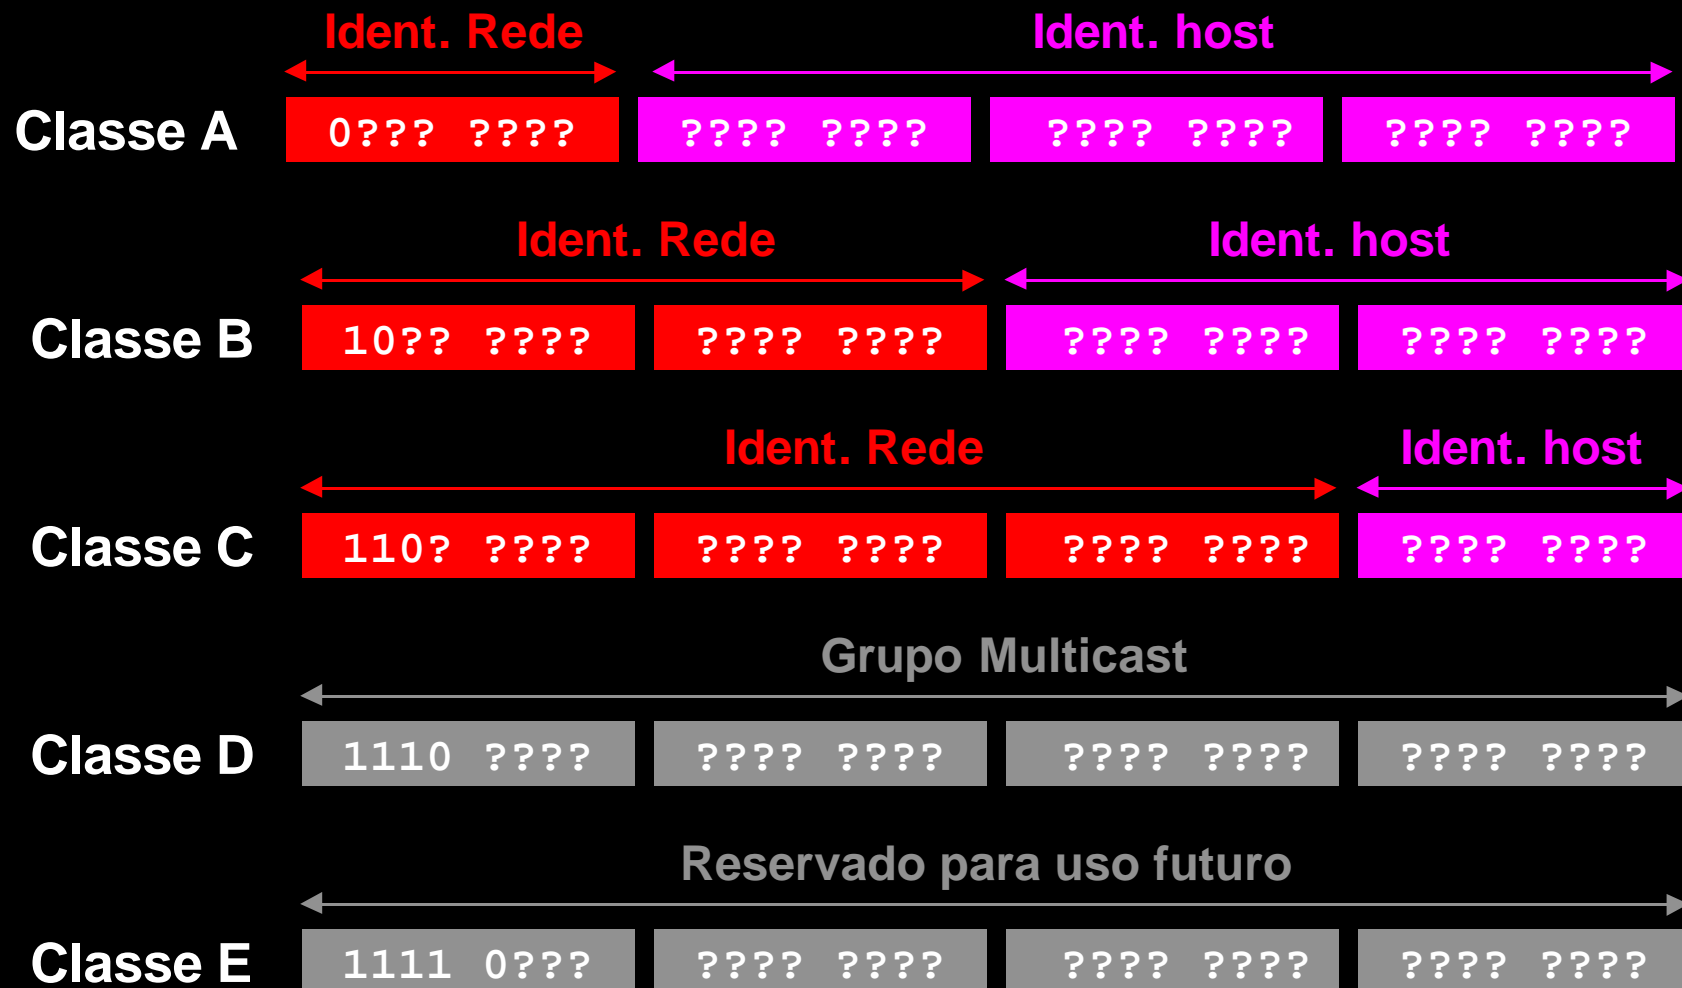 Ident. Rede Ident. host
Classe A 0??? ???? ???? ???? ???? ???? ???? ????
Ident. Rede Ident. host
Classe B 10?? ???? ???? ???? ???? ???? ???? ????
Ident. Rede Ident. host
Classe C 110? ???? ???? ???? ???? ???? ???? ????
Grupo Multicast
Classe D 1110 ???? ???? ???? ???? ???? ???? ????
Reservado para uso futuro
Classe E 1111 0??? ???? ???? ???? ???? ???? ????